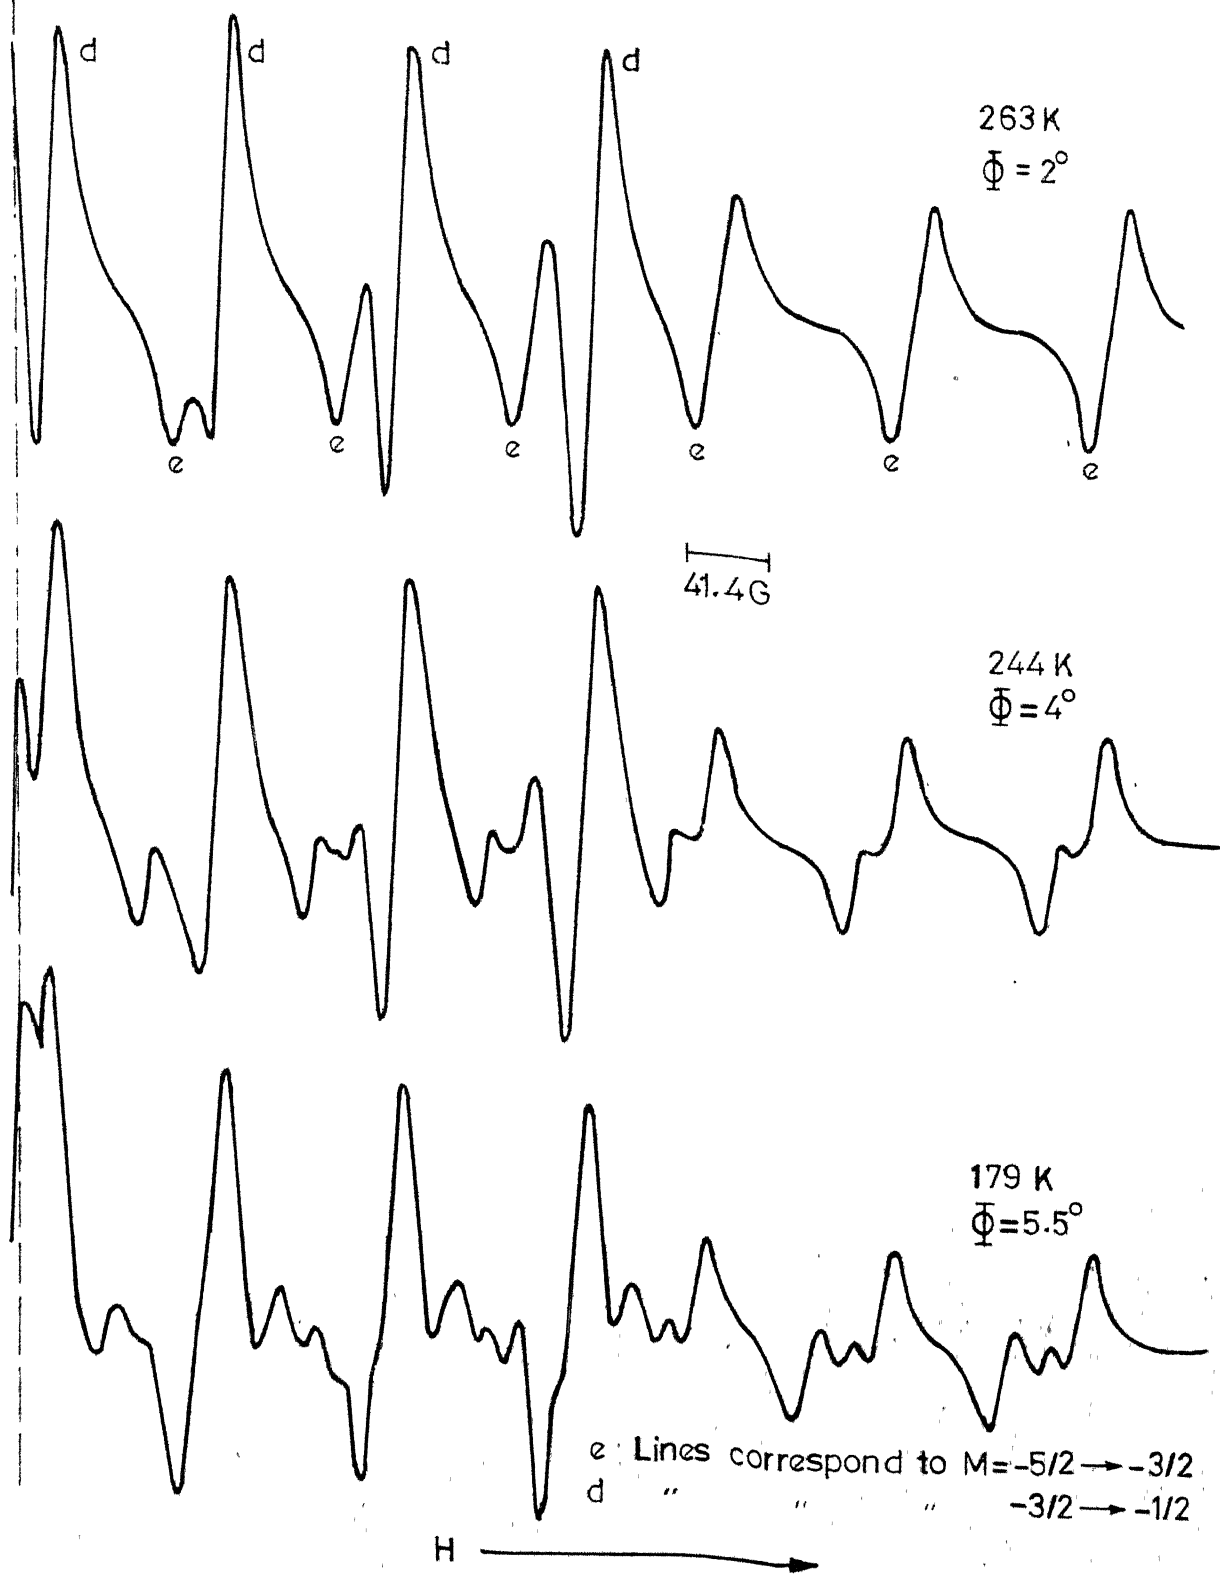 d d d d
263 K
Φ = 2°
e e e e e e
41.4 G
244 K
Φ = 4°
179 K
Φ = 5.5°
e : Lines correspond to M = -5/2 → -3/2
d " " " -3/2 → -1/2
H →